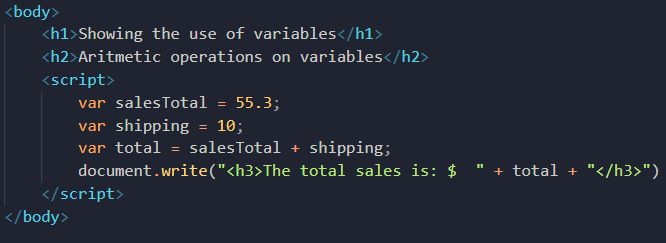 <body>
<h1>Showing the use of variables</h1>
<h2>Aritmetic operations on variables</h2>
<script>
var salesTotal = 55.3;
var shipping = 10;
var total = salesTotal + shipping;
document.write("<h3>The total sales is: $  " + total + "</h3>")
</script>
</body>